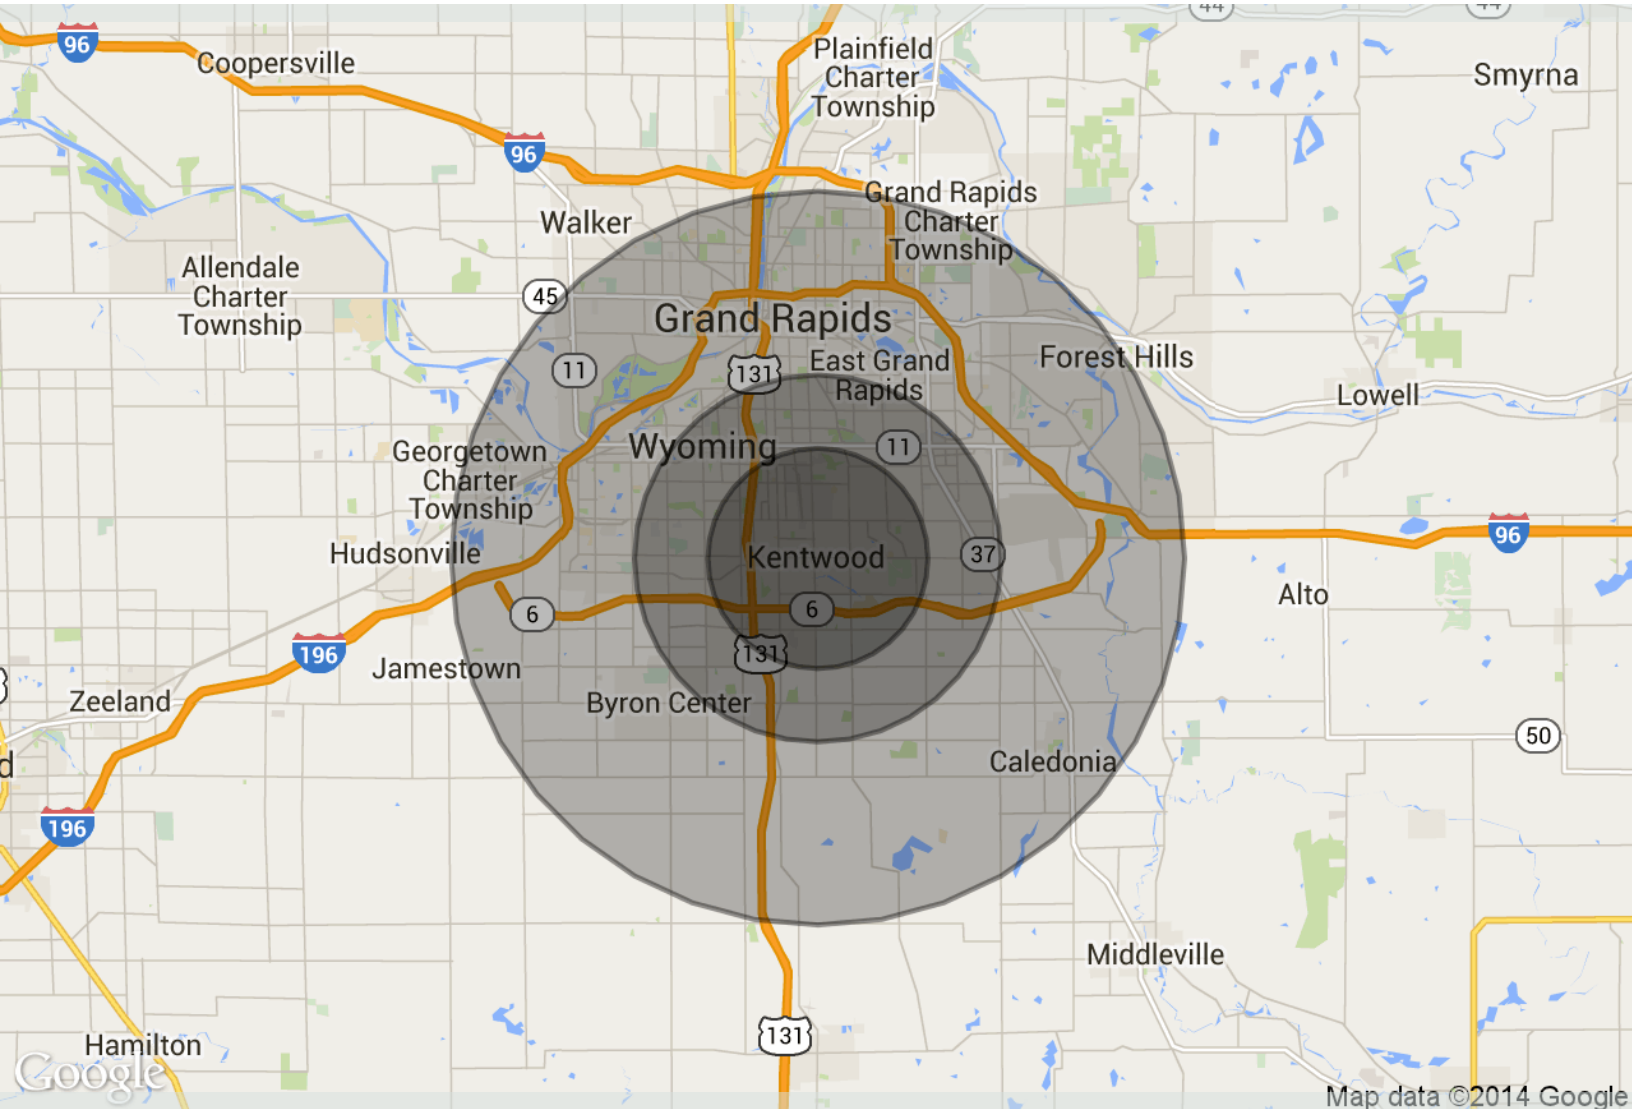 44
44
96
Coopersville
Plainfield
Charter
Township
Smyrna
96
Walker
Grand Rapids
Charter
Township
Allendale
Charter
Township
45
Grand Rapids
11
131
East Grand
Rapids
Forest Hills
Lowell
Wyoming
11
Georgetown
Charter
Township
Hudsonville
Kentwood
37
96
Alto
6
6
196
131
Jamestown
Zeeland
Byron Center
50
d
Caledonia
196
Middleville
131
Hamilton
Google
Map data ©2014 Google